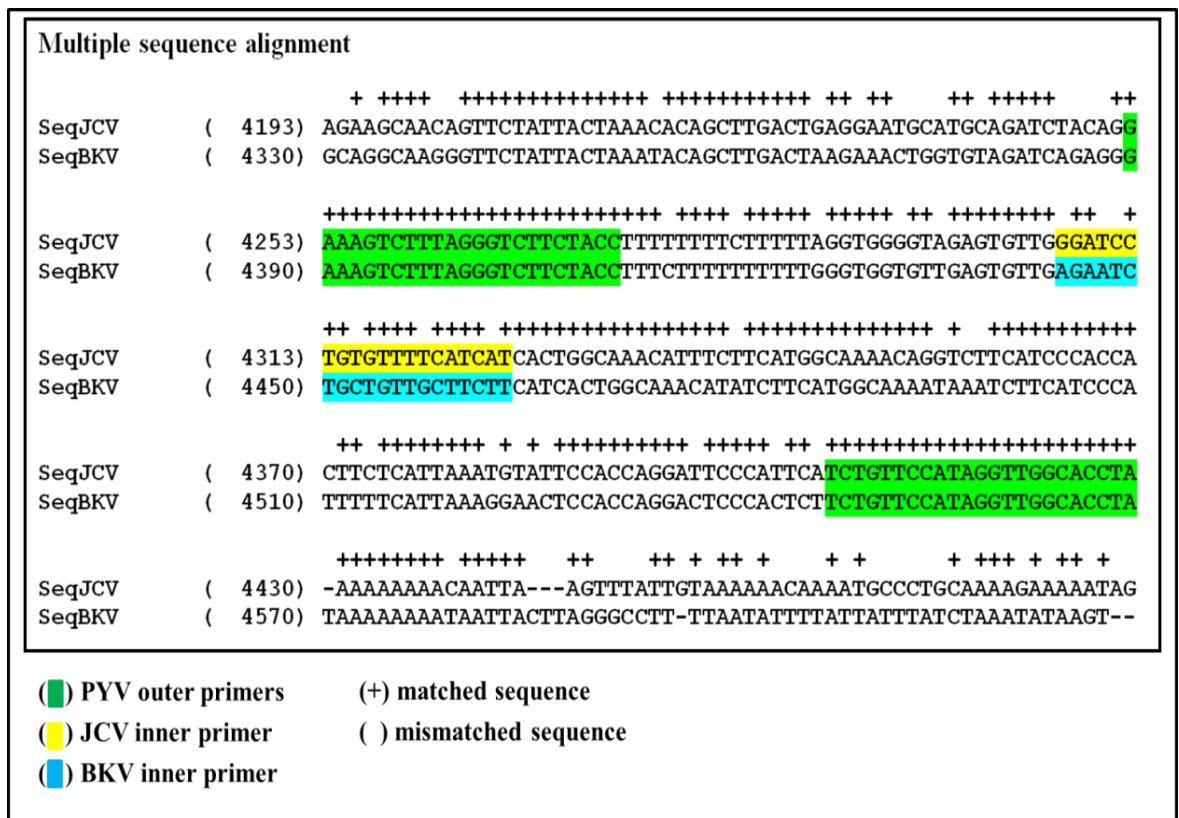 Multiple sequence alignment
+ ++++  ++++++++++++++ +++++++++++ ++ ++    ++ +++++    ++
SeqJCV ( 4193) AGAAGCAACAGTTCTATTACTAAACACAGCTTGACTGAGGAATGCATGCAGATCTACAGG
SeqBKV ( 4330) GCAGGCAAGGGTTCTATTACTAAATACAGCTTGACTAAGAAACTGGTGTAGATCAGAGGG
+++++++++++++++++++++++++ ++++ +++++ +++++ ++ ++++++++ ++  +
SeqJCV ( 4253) AAAGTCTTTAGGGTCTTCTACCTTTTTTTTCTTTTTAGGTGGGGTAGAGTGTTGGGATCC
SeqBKV ( 4390) AAAGTCTTTAGGGTCTTCTACCTTTCTTTTTTTTTTGGGTGGTGTTGAGTGTTGAGAATC
++ ++++ ++++ +++++++++++++++++ ++++++++++++++ +  +++++++++++
SeqJCV ( 4313) TGTGTTTTCATCATCACTGGCAAACATTTCTTCATGGCAAAACAGGTCTTCATCCCACCA
SeqBKV ( 4450) TGCTGTTGCTTCTTCATCACTGGCAAACATATCTTCATGGCAAAATAAATCTTCATCCCA
++ ++++++++ + + ++++++++++ +++++ ++ +++++++++++++++++++++++
SeqJCV ( 4370) CTTCTCATTAAATGTATTCCACCAGGATTCCCATTCATCTGTTCCATAGGTTGGCACCTA
SeqBKV ( 4510) TTTTTCATTAAAGGAACTCCACCAGGACTCCCACTCTTCTGTTCCATAGGTTGGCACCTA
++++++++ +++++   ++    ++ + ++ +    + +      + +++ + ++ +
SeqJCV ( 4430) -AAAAAAAACAATTA---AGTTTATTGTAAAAAACAAAATGCCCTGCAAAAGAAAAATAG
SeqBKV ( 4570) TAAAAAAAATAATTACTTAGGGCCTT-TTAATATTTTATTATTTATCTAAATATAAGT--
( ) PYV outer primers (+) matched sequence
( ) JCV inner primer ( ) mismatched sequence
( ) BKV inner primer